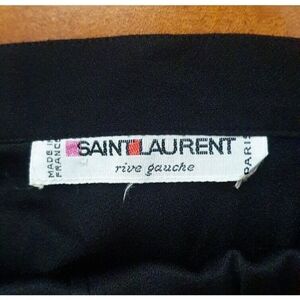 MADE IN
FRANCE
SAINT LAURENT
rive gauche
PARIS